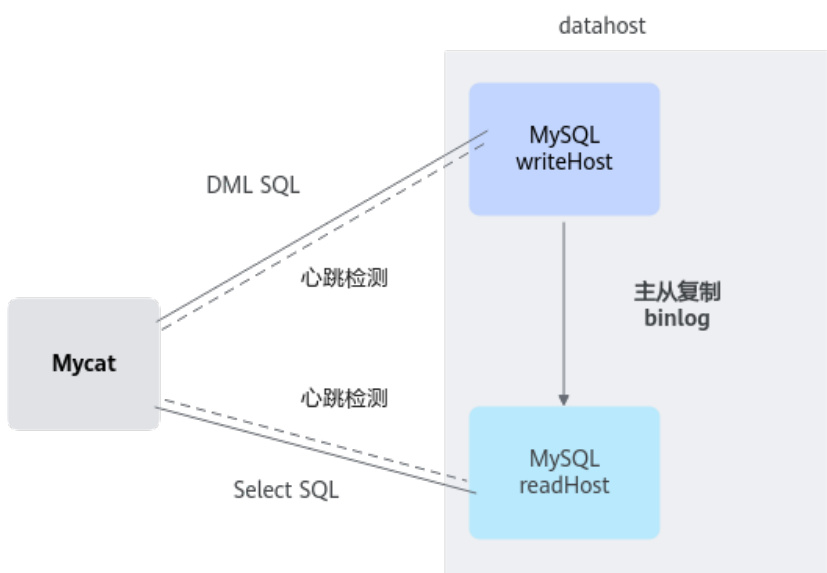 datahost
MySQL
writeHost
DML SQL
心跳检测
主从复制
binlog
Mycat
心跳检测
MySQL
readHost
Select SQL